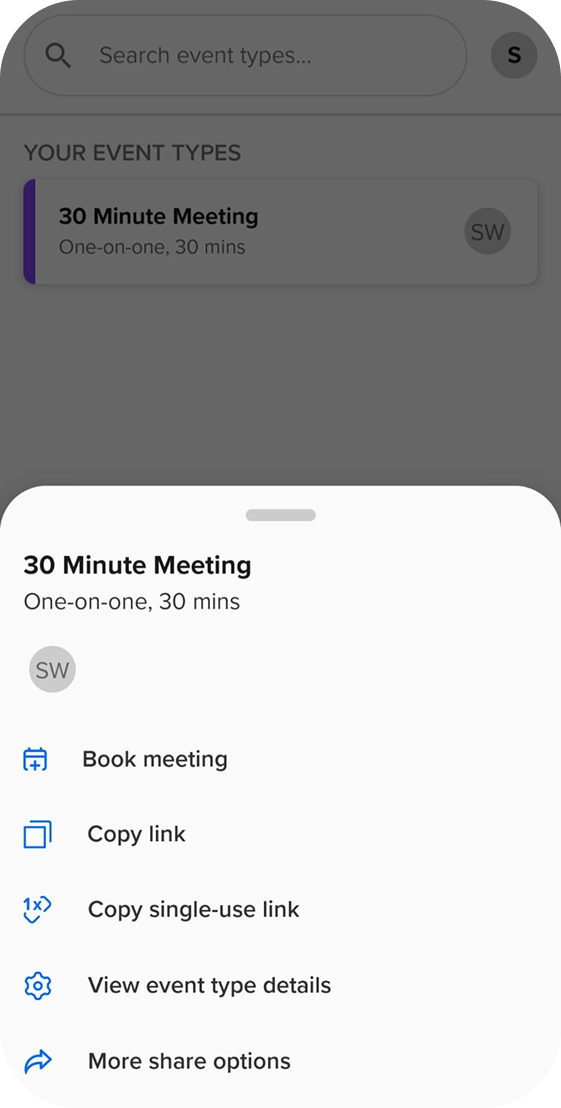 Search event types...
S
YOUR EVENT TYPES
30 Minute Meeting
One-on-one, 30 mins
SW
30 Minute Meeting
One-on-one, 30 mins
SW
Book meeting
Copy link
1x
Copy single-use link
View event type details
More share options